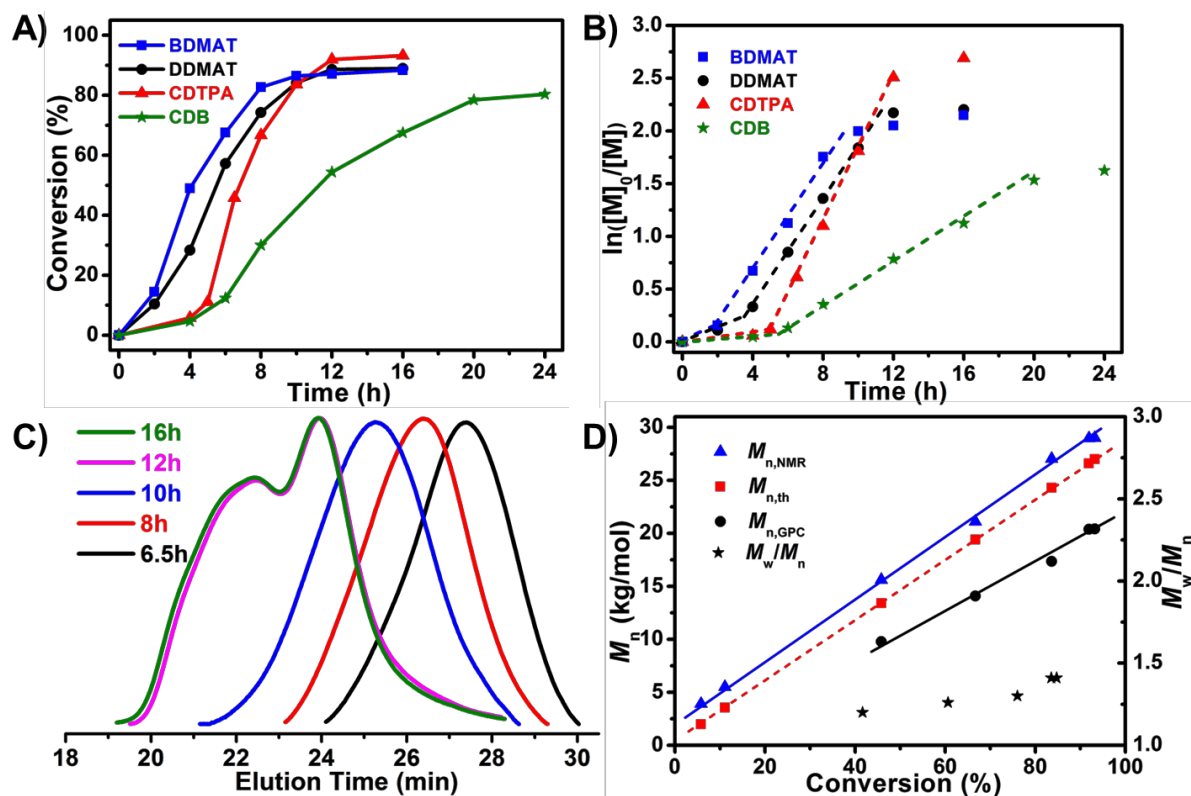 A)
BDMAT
DDMAT
CDTPA
CDB
100
80
60
40
20
0
Conversion (%)
0 4 8 12 16 20 24
Time (h)
B)
BDMAT
DDMAT
CDTPA
CDB
3.0
2.5
2.0
1.5
1.0
0.5
0.0
ln([M]0/[M])
0 4 8 12 16 20 24
Time (h)
C)
16h
12h
10h
8h
6.5h
18 20 22 24 26 28 30
Elution Time (min)
D)
Mn,NMR
Mn,th
Mn,GPC
Mw/Mn
30
25
20
15
10
5
0
Mn (kg/mol)
3.0
2.5
2.0
1.5
1.0
Mw/Mn
0 20 40 60 80 100
Conversion (%)